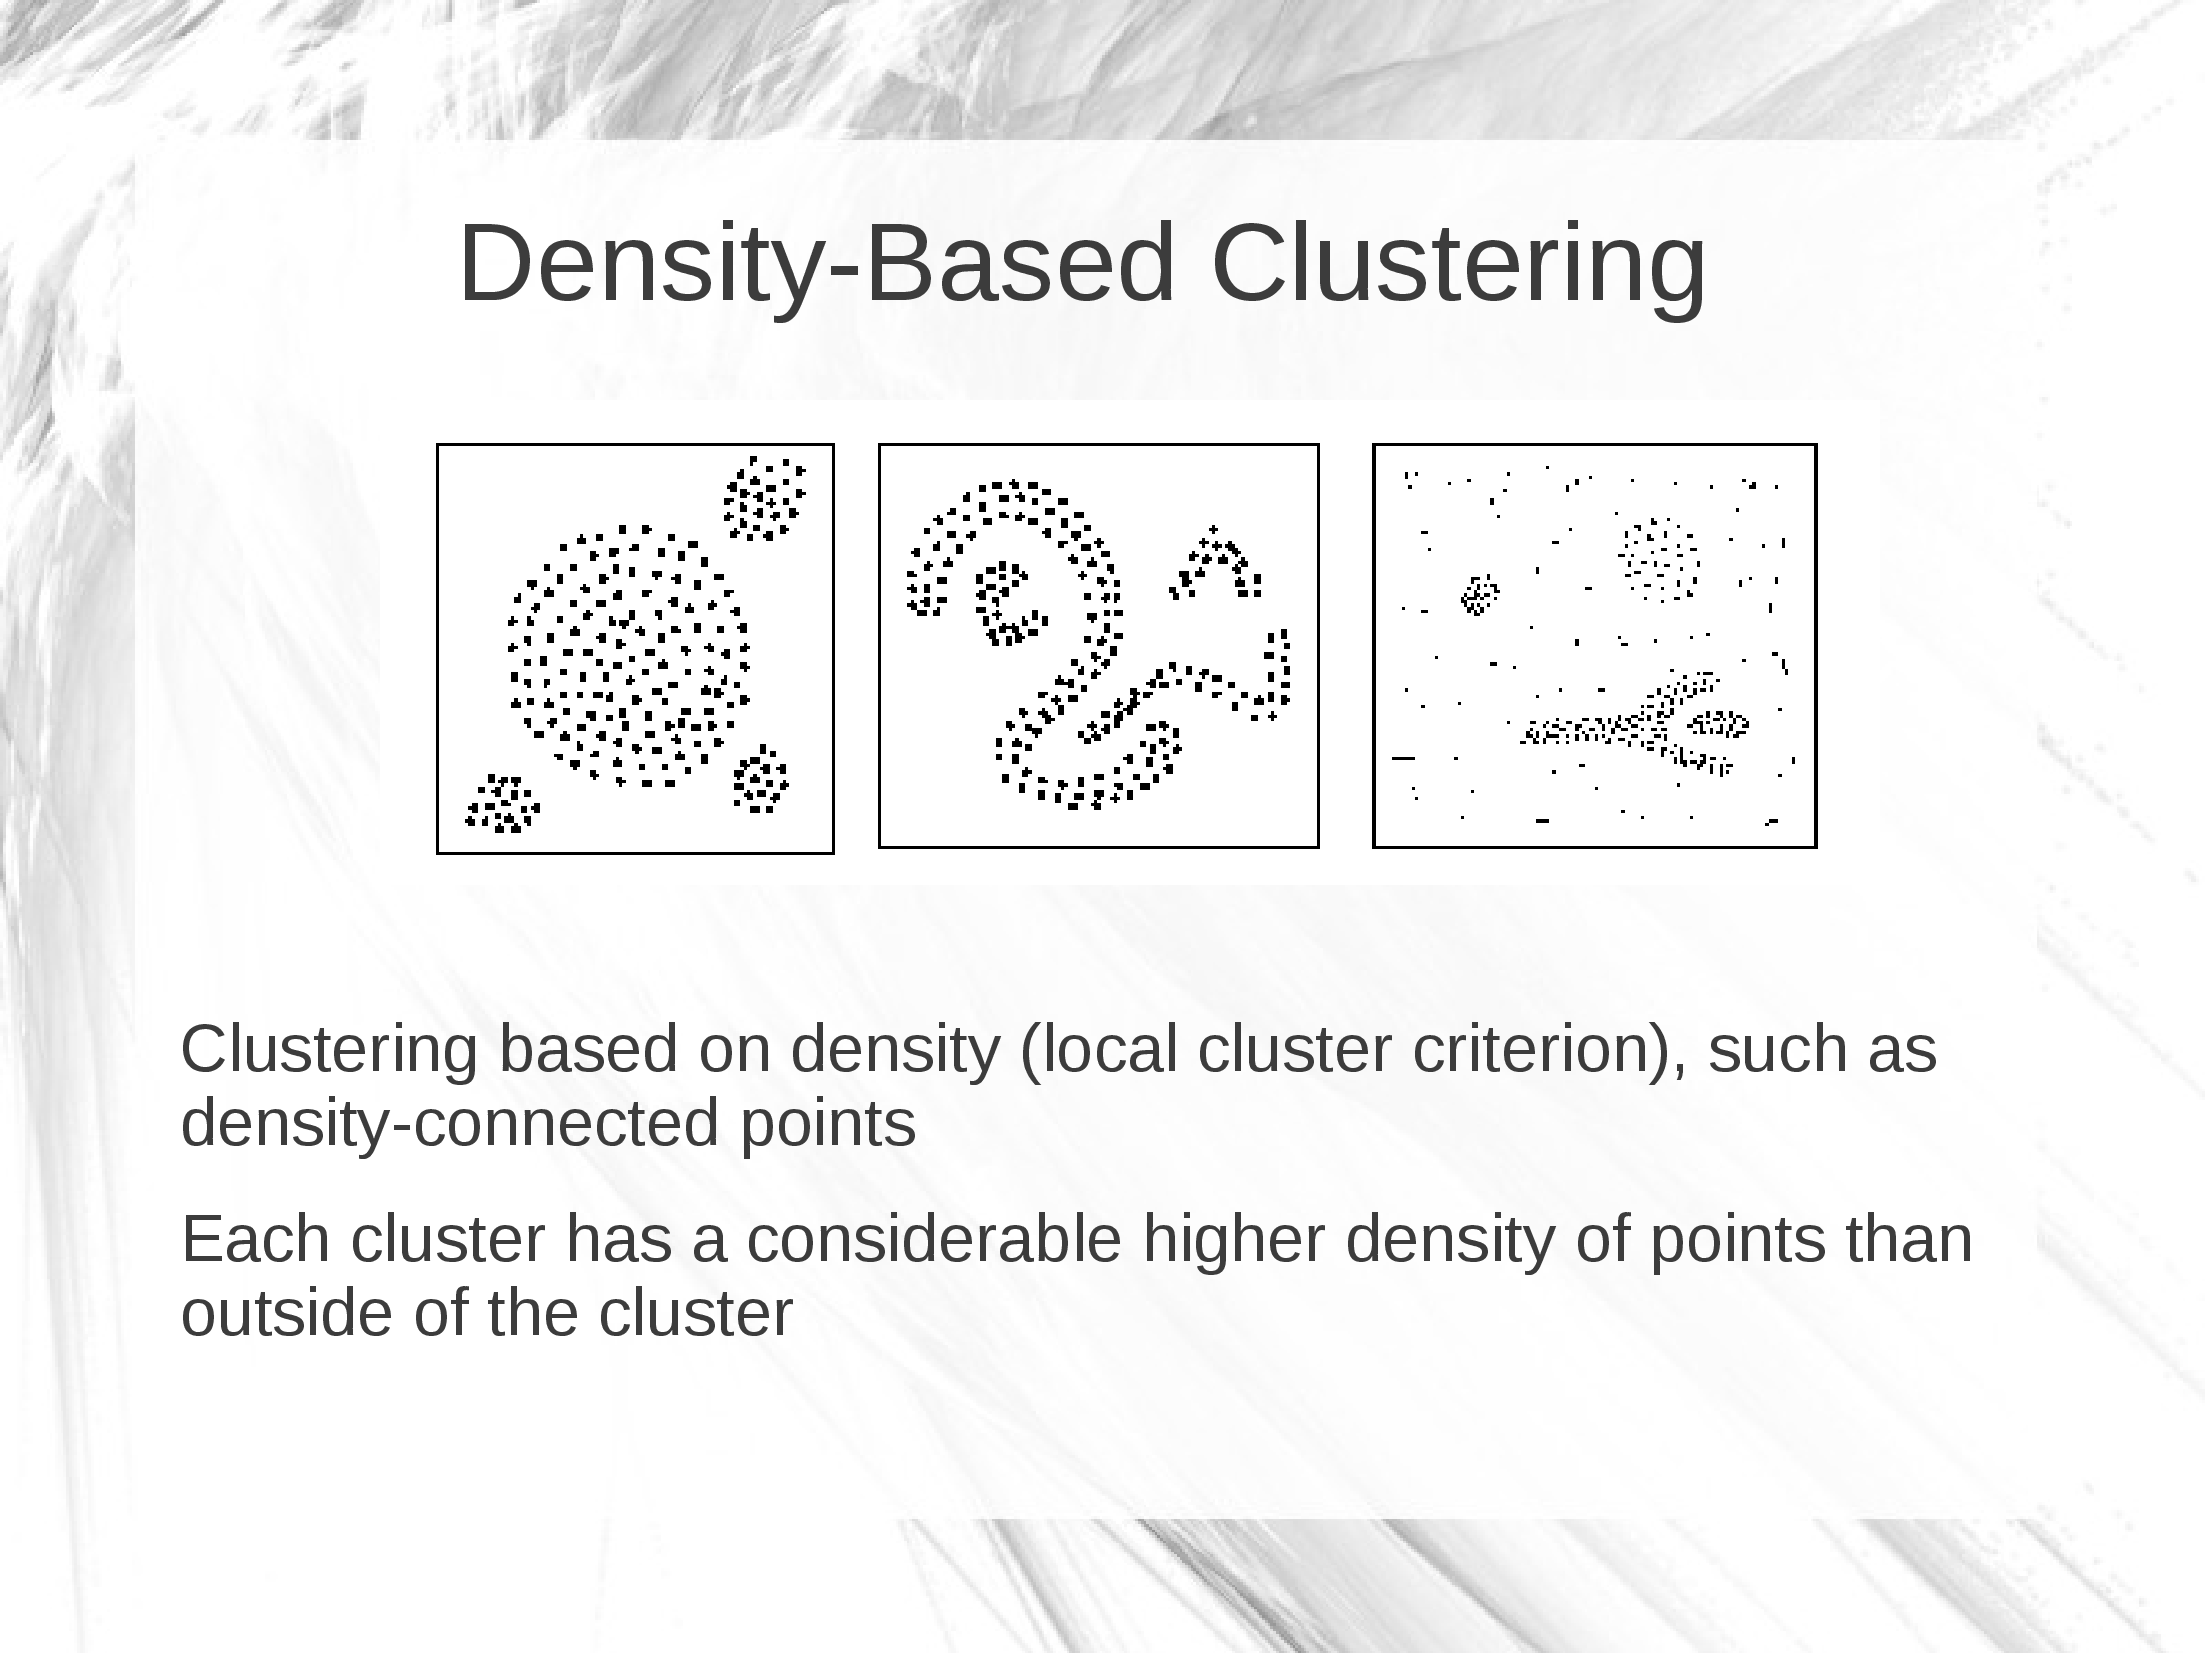 Density-Based Clustering
Clustering based on density (local cluster criterion), such as
density-connected points
Each cluster has a considerable higher density of points than
outside of the cluster